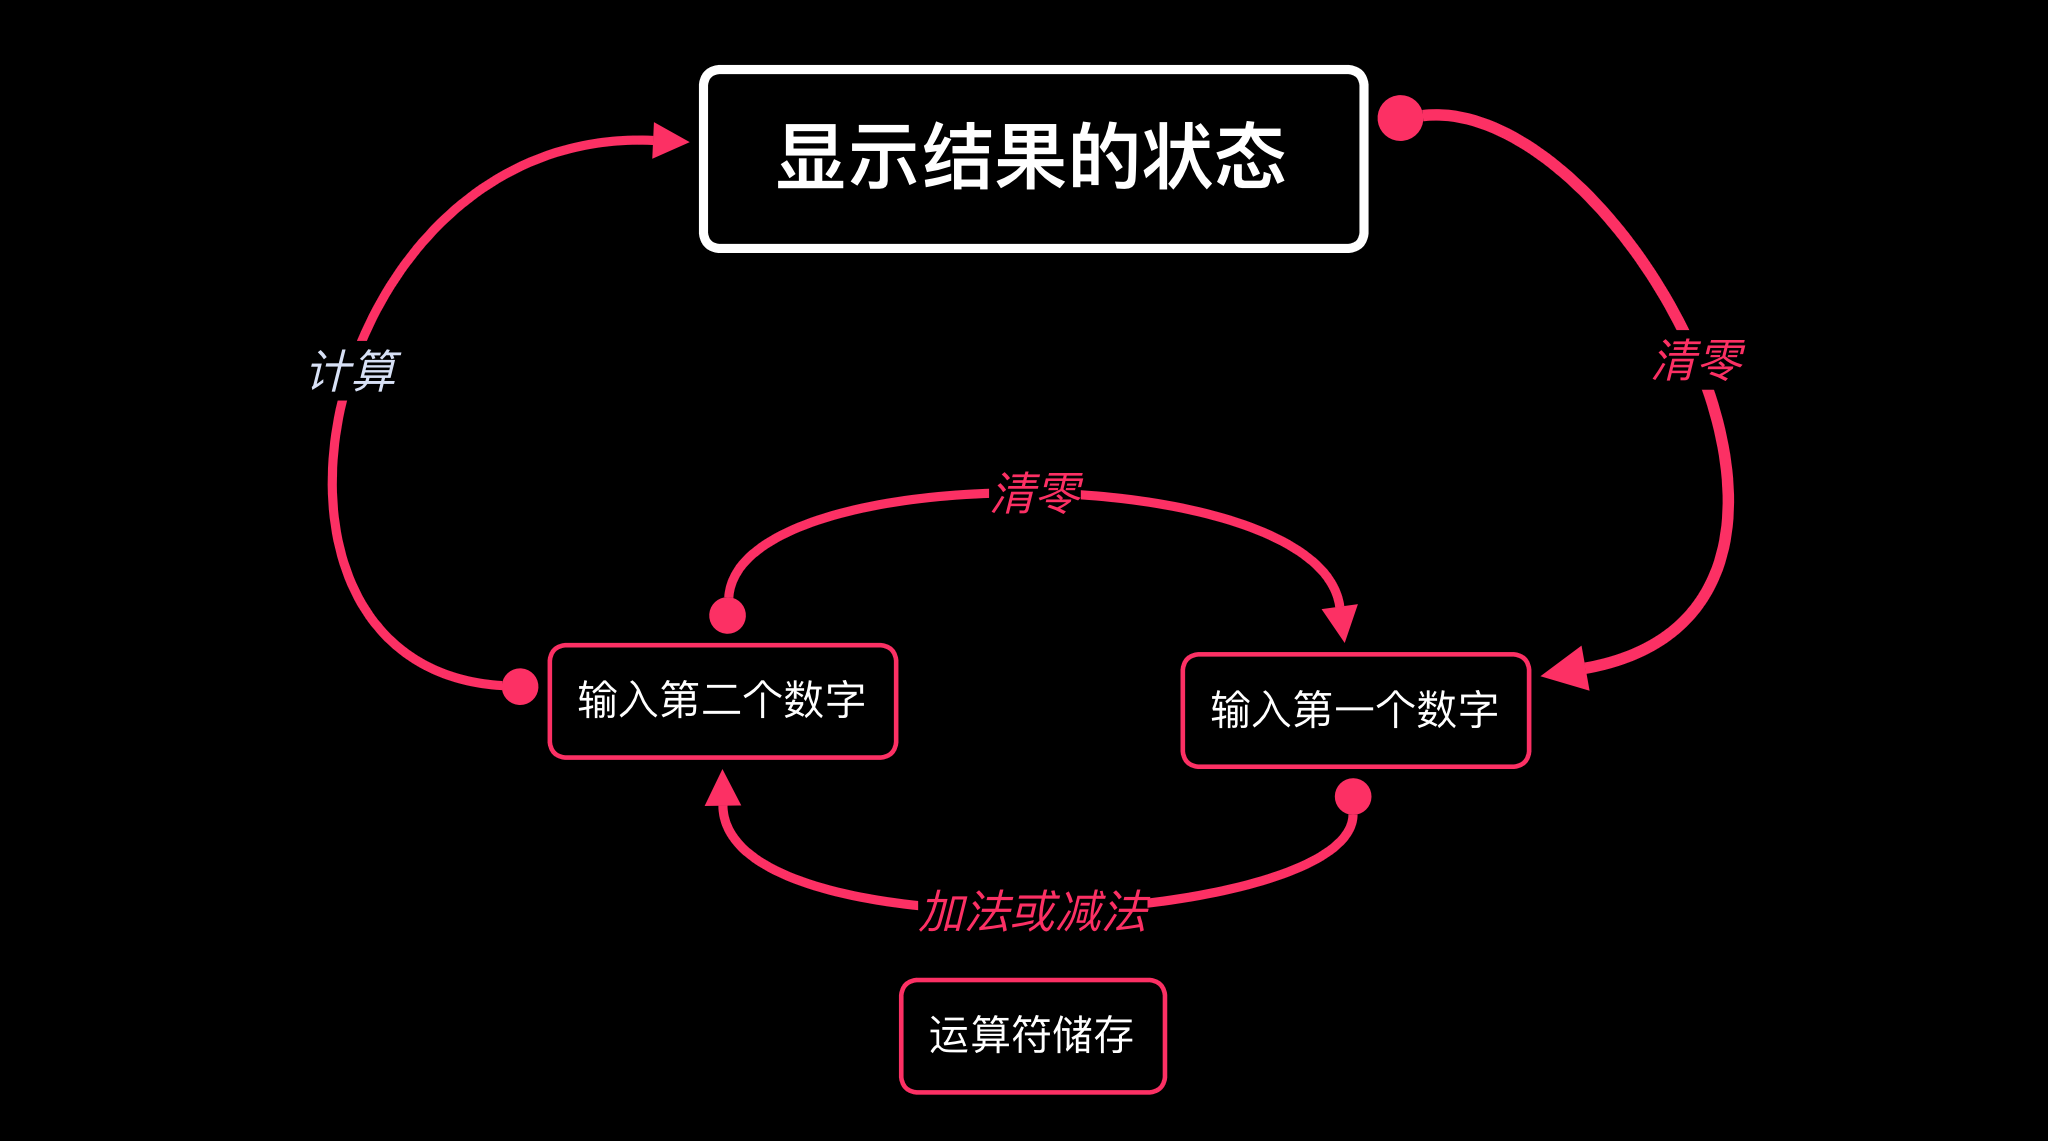 显示结果的状态
计算
清零
清零
输入第二个数字
输入第一个数字
加法或减法
运算符储存